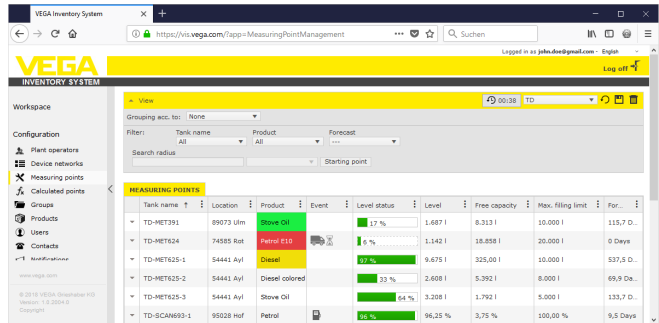 VEGA Inventory System
https://vis.vega.com/?app=MeasuringPointManagement
Suchen
Logged in as john.doe@gmail.com - English
VEGA
INVENTORY SYSTEM
Log off
Workspace
Configuration
Plant operators
Device networks
Measuring points
Calculated points
Groups
Products
Users
Contacts
Notifications
www.vega.com
© 2018 VEGA Grieshaber KG
Copyright
View
00:38
TD
Grouping acc. to: None
Filter: Tank name Product Forecast
All All ---
Search radius
Starting point
MEASURING POINTS
Tank name ↑ Location Product Event Level status Level Free capacity Max. filling limit For...
TD-MET391 89073 Ulm Stove Oil 17 % 1.687 l 8.313 l 10.000 l 115,7 D...
TD-MET624 74585 Rot Petrol E10 6 % 1.142 l 18.858 l 20.000 l 0 Days
TD-MET625-1 54441 Ayl Diesel 97 % 9.675 l 325,00 l 10.000 l 537,5 D...
TD-MET625-2 54441 Ayl Diesel colored 33 % 2.608 l 5.392 l 8.000 l 69,9 Da...
TD-MET625-3 54441 Ayl Stove Oil 64 % 3.208 l 1.792 l 5.000 l 133,7 D...
TD-SCAN693-1 95028 Hof Petrol 96 % 96,25 % 3,75 % 100,00 % 9,5 Days